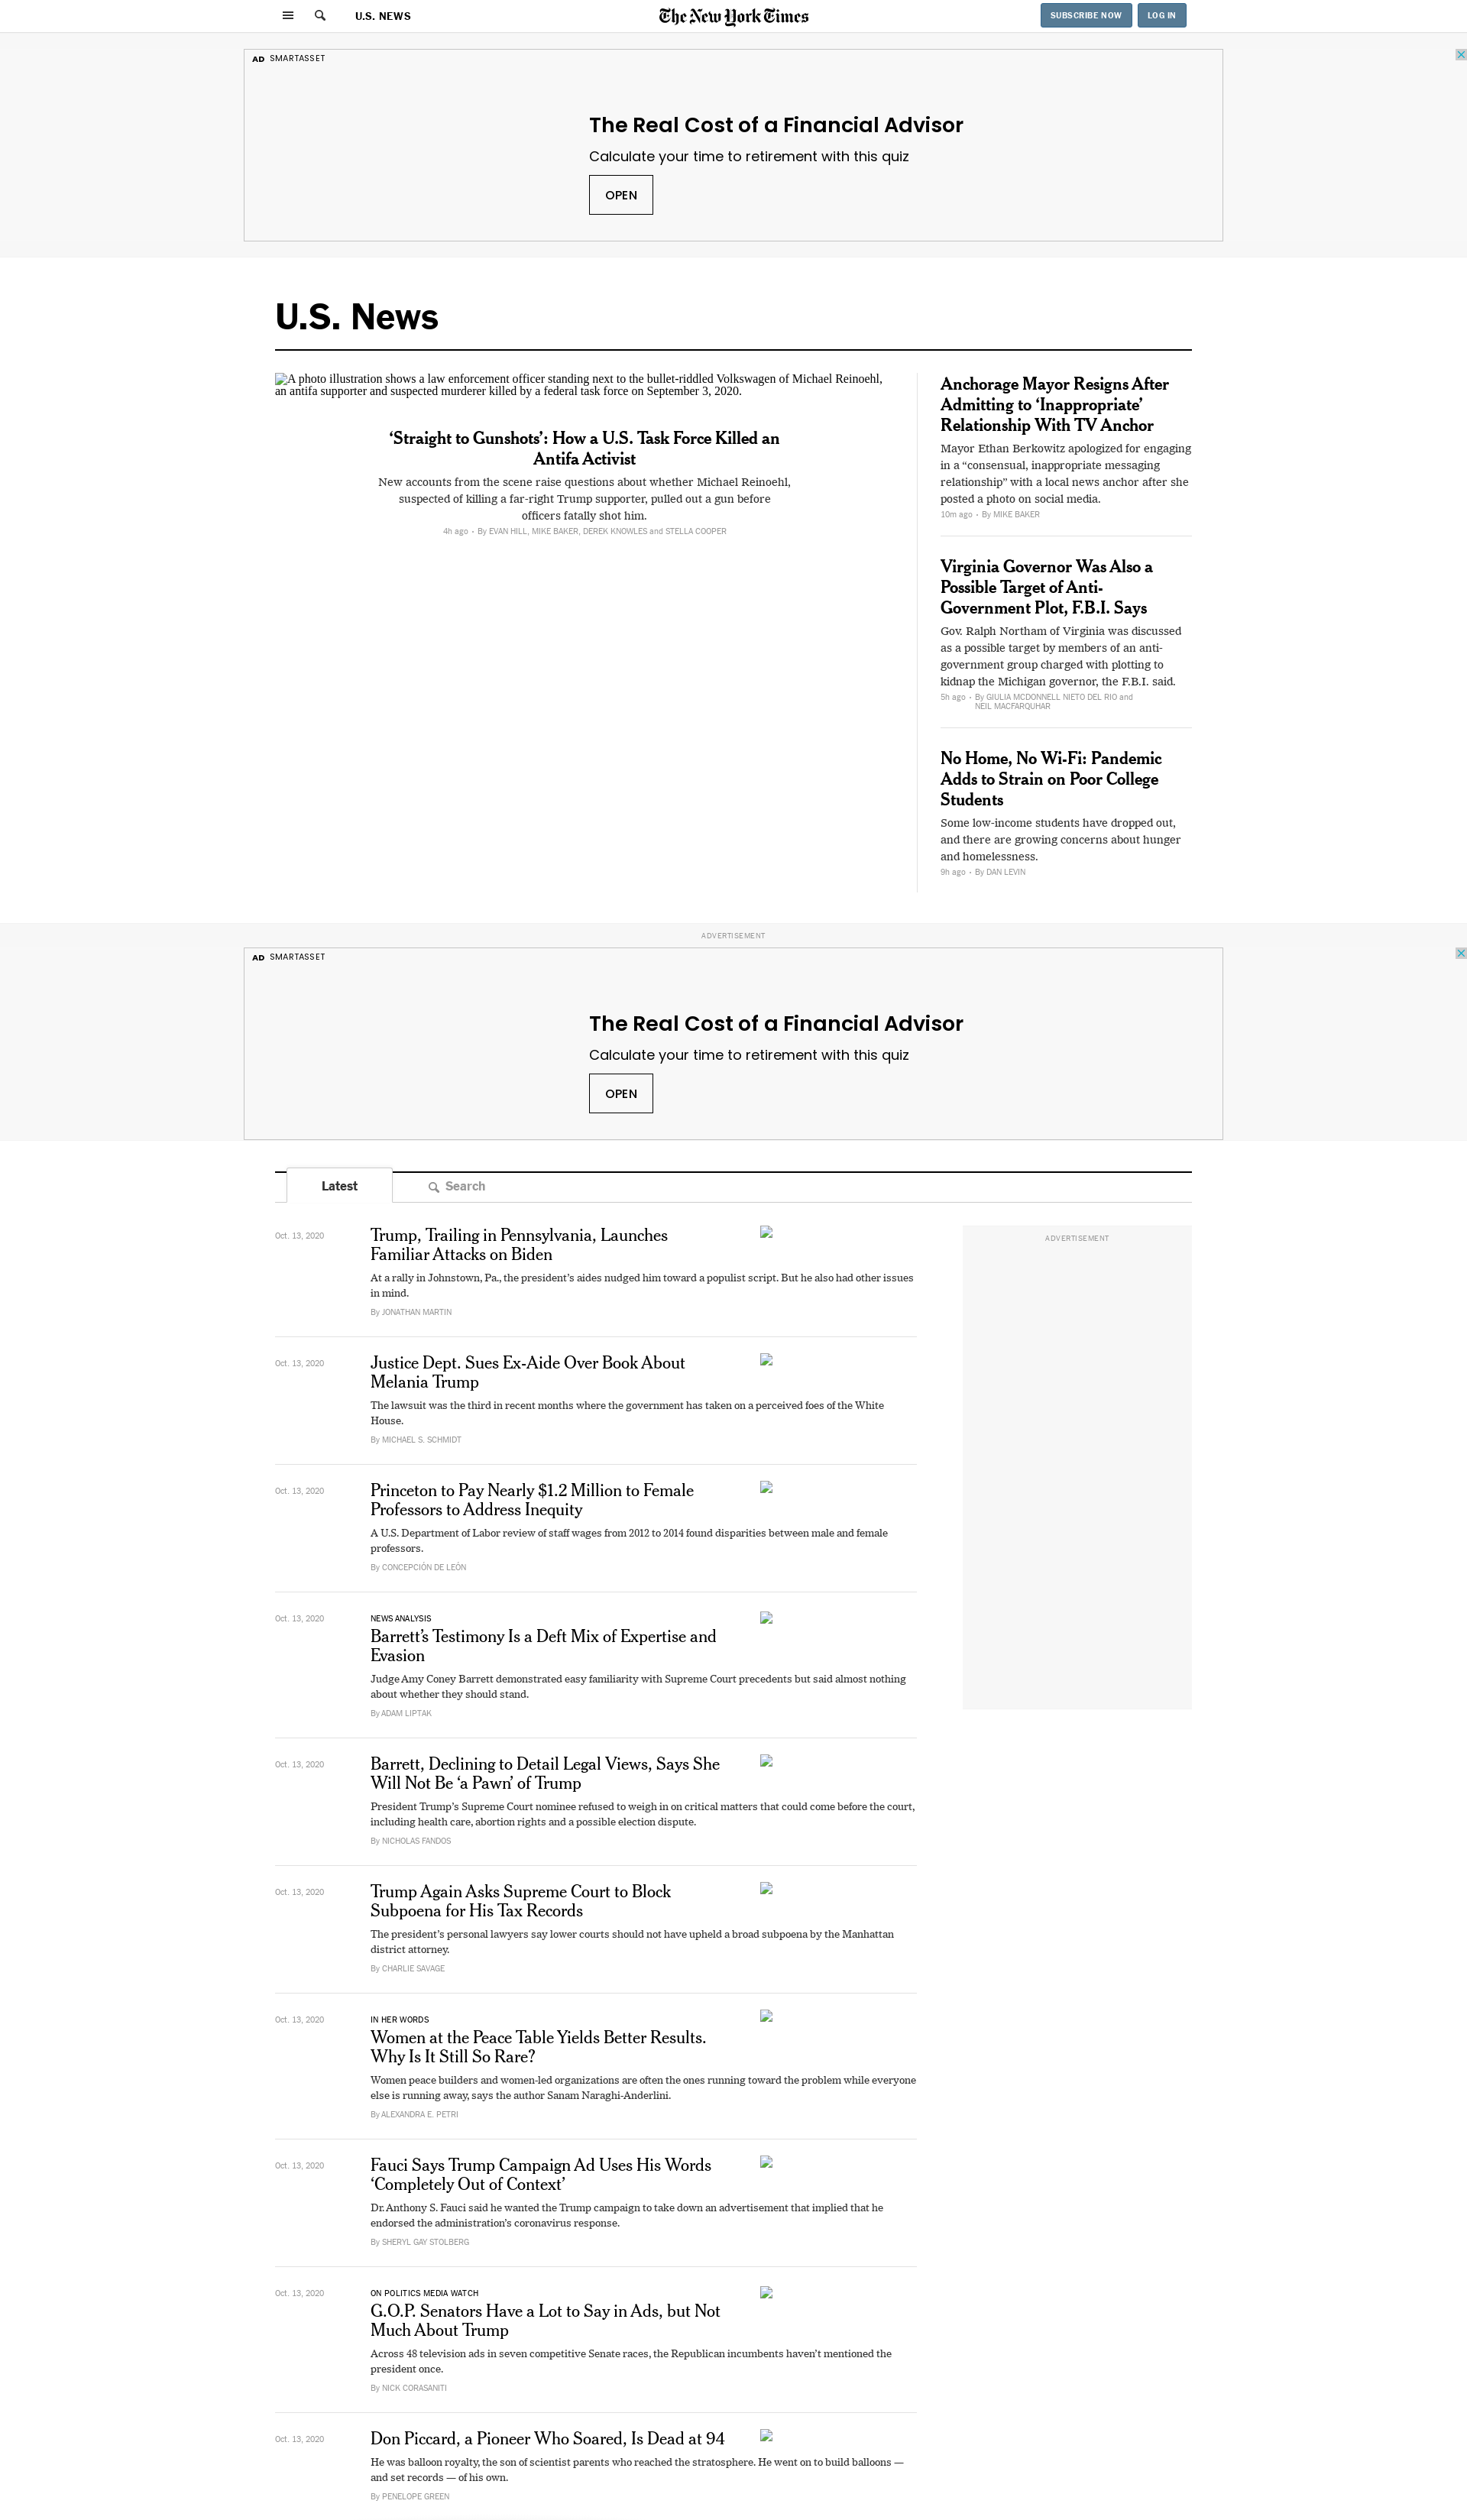 U.S. NEWS
The New York Times
SUBSCRIBE NOW
LOG IN
AD SMARTASSET
The Real Cost of a Financial Advisor
Calculate your time to retirement with this quiz
OPEN
U.S. News
A photo illustration shows a law enforcement officer standing next to the bullet-riddled Volkswagen of Michael Reinoehl,
an antifa supporter and suspected murderer killed by a federal task force on September 3, 2020.
‘Straight to Gunshots’: How a U.S. Task Force Killed an
Antifa Activist
New accounts from the scene raise questions about whether Michael Reinoehl,
suspected of killing a far-right Trump supporter, pulled out a gun before
officers fatally shot him.
4h ago • By EVAN HILL, MIKE BAKER, DEREK KNOWLES and STELLA COOPER
Anchorage Mayor Resigns After
Admitting to ‘Inappropriate’
Relationship With TV Anchor
Mayor Ethan Berkowitz apologized for engaging
in a “consensual, inappropriate messaging
relationship” with a local news anchor after she
posted a photo on social media.
10m ago • By MIKE BAKER
Virginia Governor Was Also a
Possible Target of Anti-
Government Plot, F.B.I. Says
Gov. Ralph Northam of Virginia was discussed
as a possible target by members of an anti-
government group charged with plotting to
kidnap the Michigan governor, the F.B.I. said.
5h ago • By GIULIA MCDONNELL NIETO DEL RIO and
NEIL MACFARQUHAR
No Home, No Wi-Fi: Pandemic
Adds to Strain on Poor College
Students
Some low-income students have dropped out,
and there are growing concerns about hunger
and homelessness.
9h ago • By DAN LEVIN
ADVERTISEMENT
AD SMARTASSET
The Real Cost of a Financial Advisor
Calculate your time to retirement with this quiz
OPEN
Latest
Search
ADVERTISEMENT
Oct. 13, 2020
Trump, Trailing in Pennsylvania, Launches
Familiar Attacks on Biden
At a rally in Johnstown, Pa., the president’s aides nudged him toward a populist script. But he also had other issues
in mind.
By JONATHAN MARTIN
Oct. 13, 2020
Justice Dept. Sues Ex-Aide Over Book About
Melania Trump
The lawsuit was the third in recent months where the government has taken on a perceived foes of the White
House.
By MICHAEL S. SCHMIDT
Oct. 13, 2020
Princeton to Pay Nearly $1.2 Million to Female
Professors to Address Inequity
A U.S. Department of Labor review of staff wages from 2012 to 2014 found disparities between male and female
professors.
By CONCEPCIÓN DE LEÓN
Oct. 13, 2020
NEWS ANALYSIS
Barrett’s Testimony Is a Deft Mix of Expertise and
Evasion
Judge Amy Coney Barrett demonstrated easy familiarity with Supreme Court precedents but said almost nothing
about whether they should stand.
By ADAM LIPTAK
Oct. 13, 2020
Barrett, Declining to Detail Legal Views, Says She
Will Not Be ‘a Pawn’ of Trump
President Trump’s Supreme Court nominee refused to weigh in on critical matters that could come before the court,
including health care, abortion rights and a possible election dispute.
By NICHOLAS FANDOS
Oct. 13, 2020
Trump Again Asks Supreme Court to Block
Subpoena for His Tax Records
The president’s personal lawyers say lower courts should not have upheld a broad subpoena by the Manhattan
district attorney.
By CHARLIE SAVAGE
Oct. 13, 2020
IN HER WORDS
Women at the Peace Table Yields Better Results.
Why Is It Still So Rare?
Women peace builders and women-led organizations are often the ones running toward the problem while everyone
else is running away, says the author Sanam Naraghi-Anderlini.
By ALEXANDRA E. PETRI
Oct. 13, 2020
Fauci Says Trump Campaign Ad Uses His Words
‘Completely Out of Context’
Dr. Anthony S. Fauci said he wanted the Trump campaign to take down an advertisement that implied that he
endorsed the administration’s coronavirus response.
By SHERYL GAY STOLBERG
Oct. 13, 2020
ON POLITICS MEDIA WATCH
G.O.P. Senators Have a Lot to Say in Ads, but Not
Much About Trump
Across 48 television ads in seven competitive Senate races, the Republican incumbents haven’t mentioned the
president once.
By NICK CORASANITI
Oct. 13, 2020
Don Piccard, a Pioneer Who Soared, Is Dead at 94
He was balloon royalty, the son of scientist parents who reached the stratosphere. He went on to build balloons —
and set records — of his own.
By PENELOPE GREEN